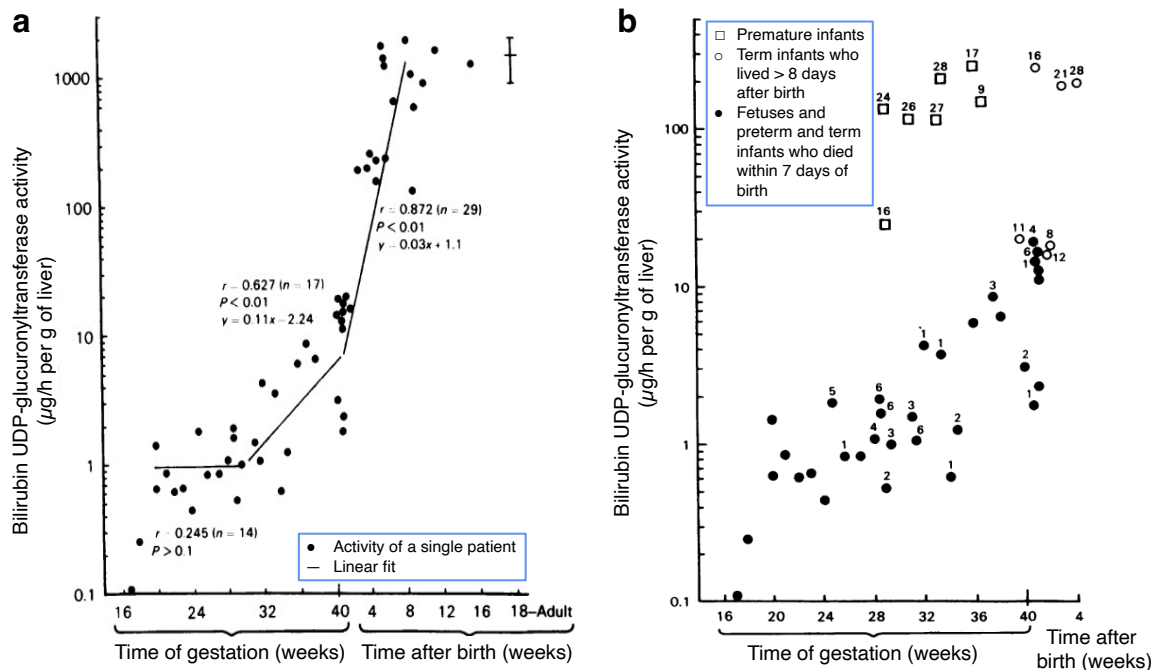 a
Bilirubin UDP-glucuronyltransferase activity
(µg/h per g of liver)
1000
100
10
1
0.1
r = 0.872 (n = 29)
P < 0.01
y = 0.03x + 1.1
r = 0.627 (n = 17)
P < 0.01
y = 0.11x − 2.24
r = 0.245 (n = 14)
P > 0.1
Activity of a single patient
Linear fit
16 24 32 40 4 8 12 16 18–Adult
Time of gestation (weeks) Time after birth (weeks)
b
Bilirubin UDP-glucuronyltransferase activity
(µg/h per g of liver)
Premature infants
Term infants who
lived > 8 days
after birth
Fetuses and
preterm and term
infants who died
within 7 days of
birth
100
10
1
0.1
17
28
24
26
27
9
16
16
21
28
11
4
8
6
12
1
3
1
1
2
1
5
6
6
3
4
3
6
2
1
2
1
16 20 24 28 32 36 40 4
Time of gestation (weeks)
Time after
birth (weeks)